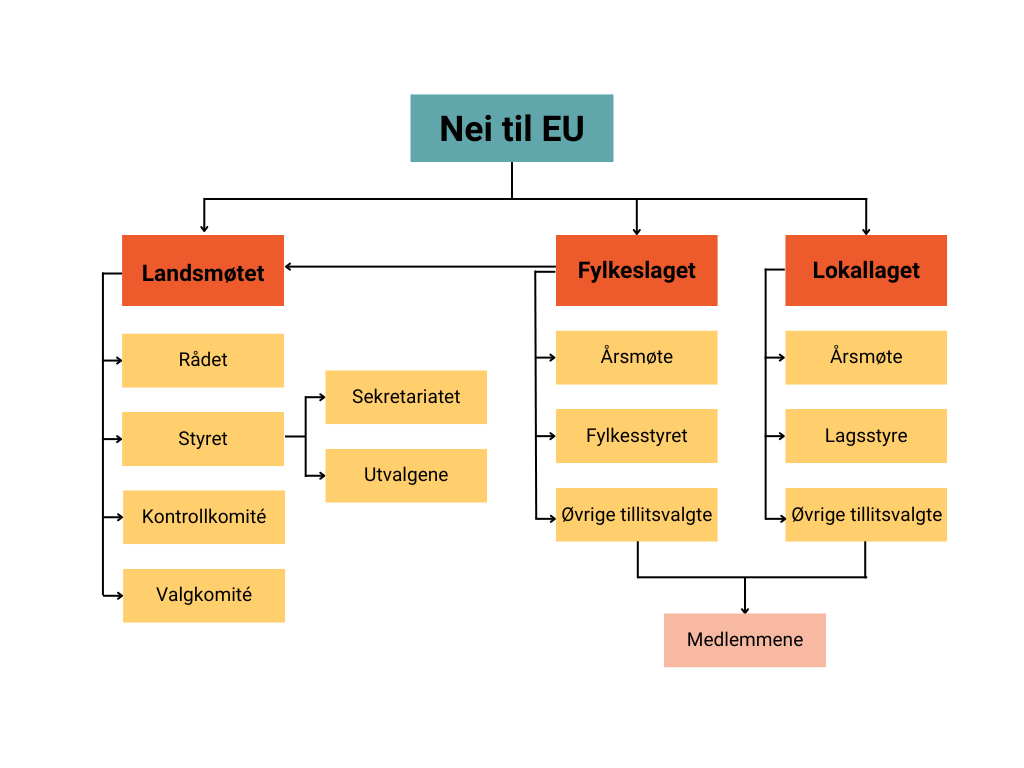 Nei til EU
Landsmøtet
Fylkeslaget
Lokallaget
Rådet
Styret
Kontrollkomité
Valgkomité
Sekretariatet
Utvalgene
Årsmøte
Fylkesstyret
Øvrige tillitsvalgte
Årsmøte
Lagsstyre
Øvrige tillitsvalgte
Medlemmene